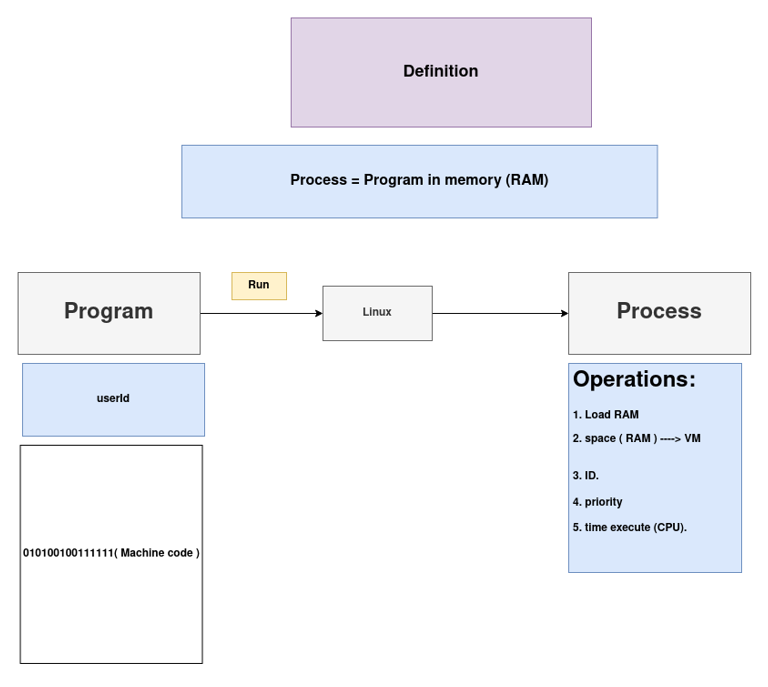 Definition
Process = Program in memory (RAM)
Run
Program
Linux
Process
userId
Operations:
1. Load RAM
2. space ( RAM ) ----> VM
3. ID.
4. priority
5. time execute (CPU).
010100100111111( Machine code )